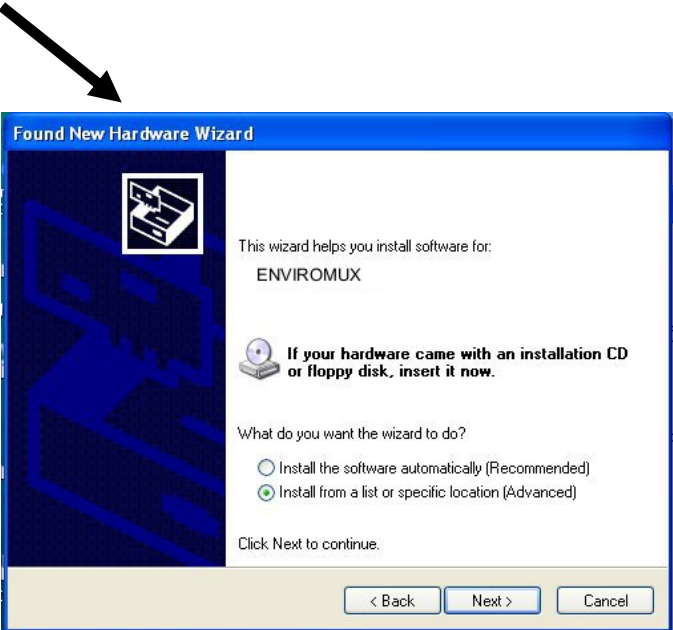 Found New Hardware Wizard
This wizard helps you install software for:
ENVIROMUX
If your hardware came with an installation CD
or floppy disk, insert it now.
What do you want the wizard to do?
Install the software automatically (Recommended)
Install from a list or specific location (Advanced)
Click Next to continue.
< Back Next > Cancel